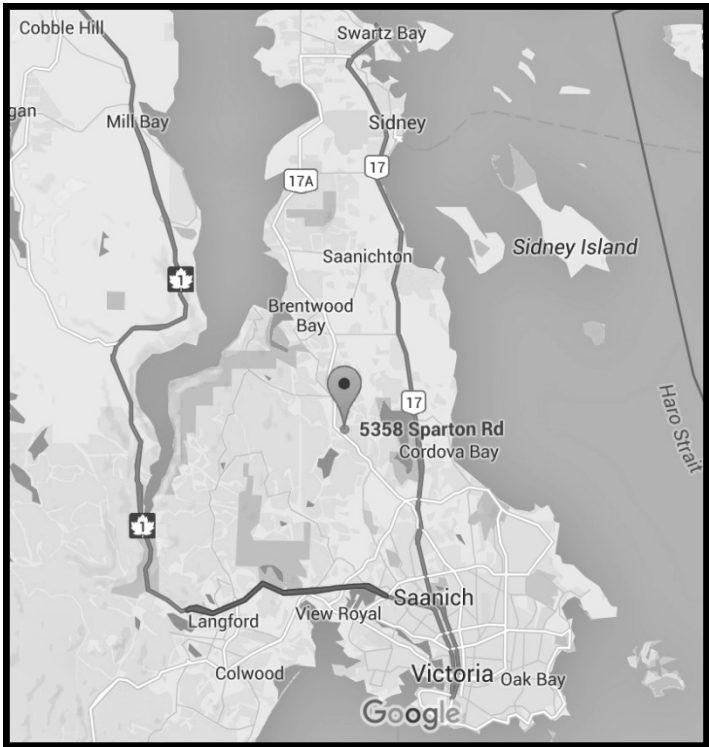 Cobble Hill
Swartz Bay
gan
Mill Bay
Sidney
17
17A
Sidney Island
Saanichton
1
Brentwood
Bay
17
Haro Strait
5358 Sparton Rd
Cordova Bay
1
Saanich
View Royal
Langford
Colwood
Victoria
Oak Bay
Google